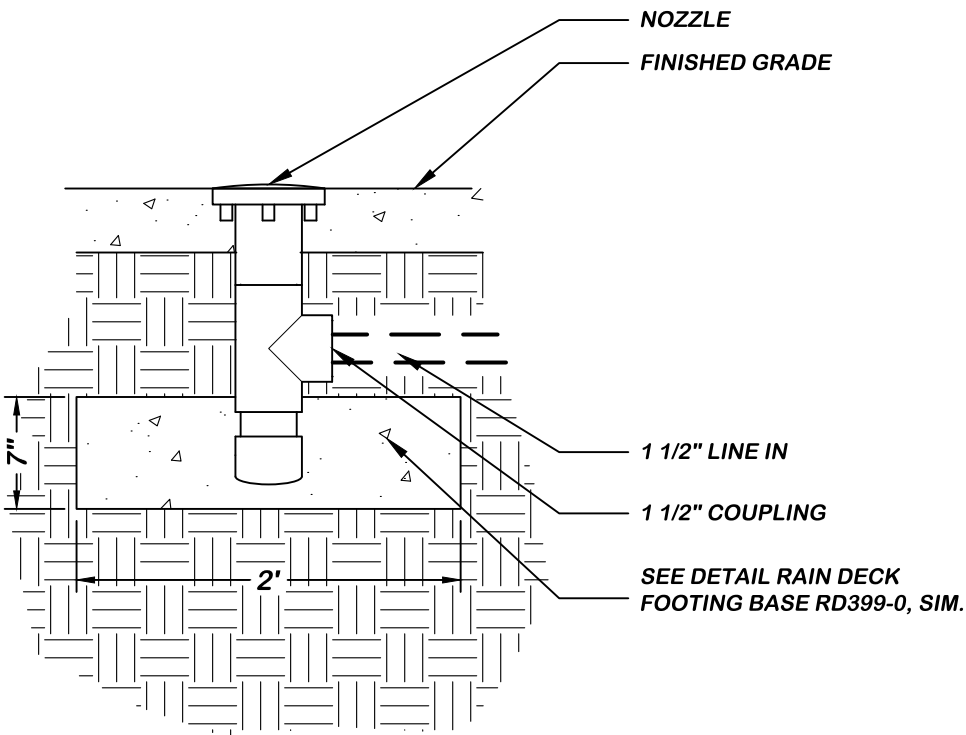 NOZZLE
FINISHED GRADE
7"
1 1/2" LINE IN
1 1/2" COUPLING
2'
SEE DETAIL RAIN DECK
FOOTING BASE RD399-0, SIM.